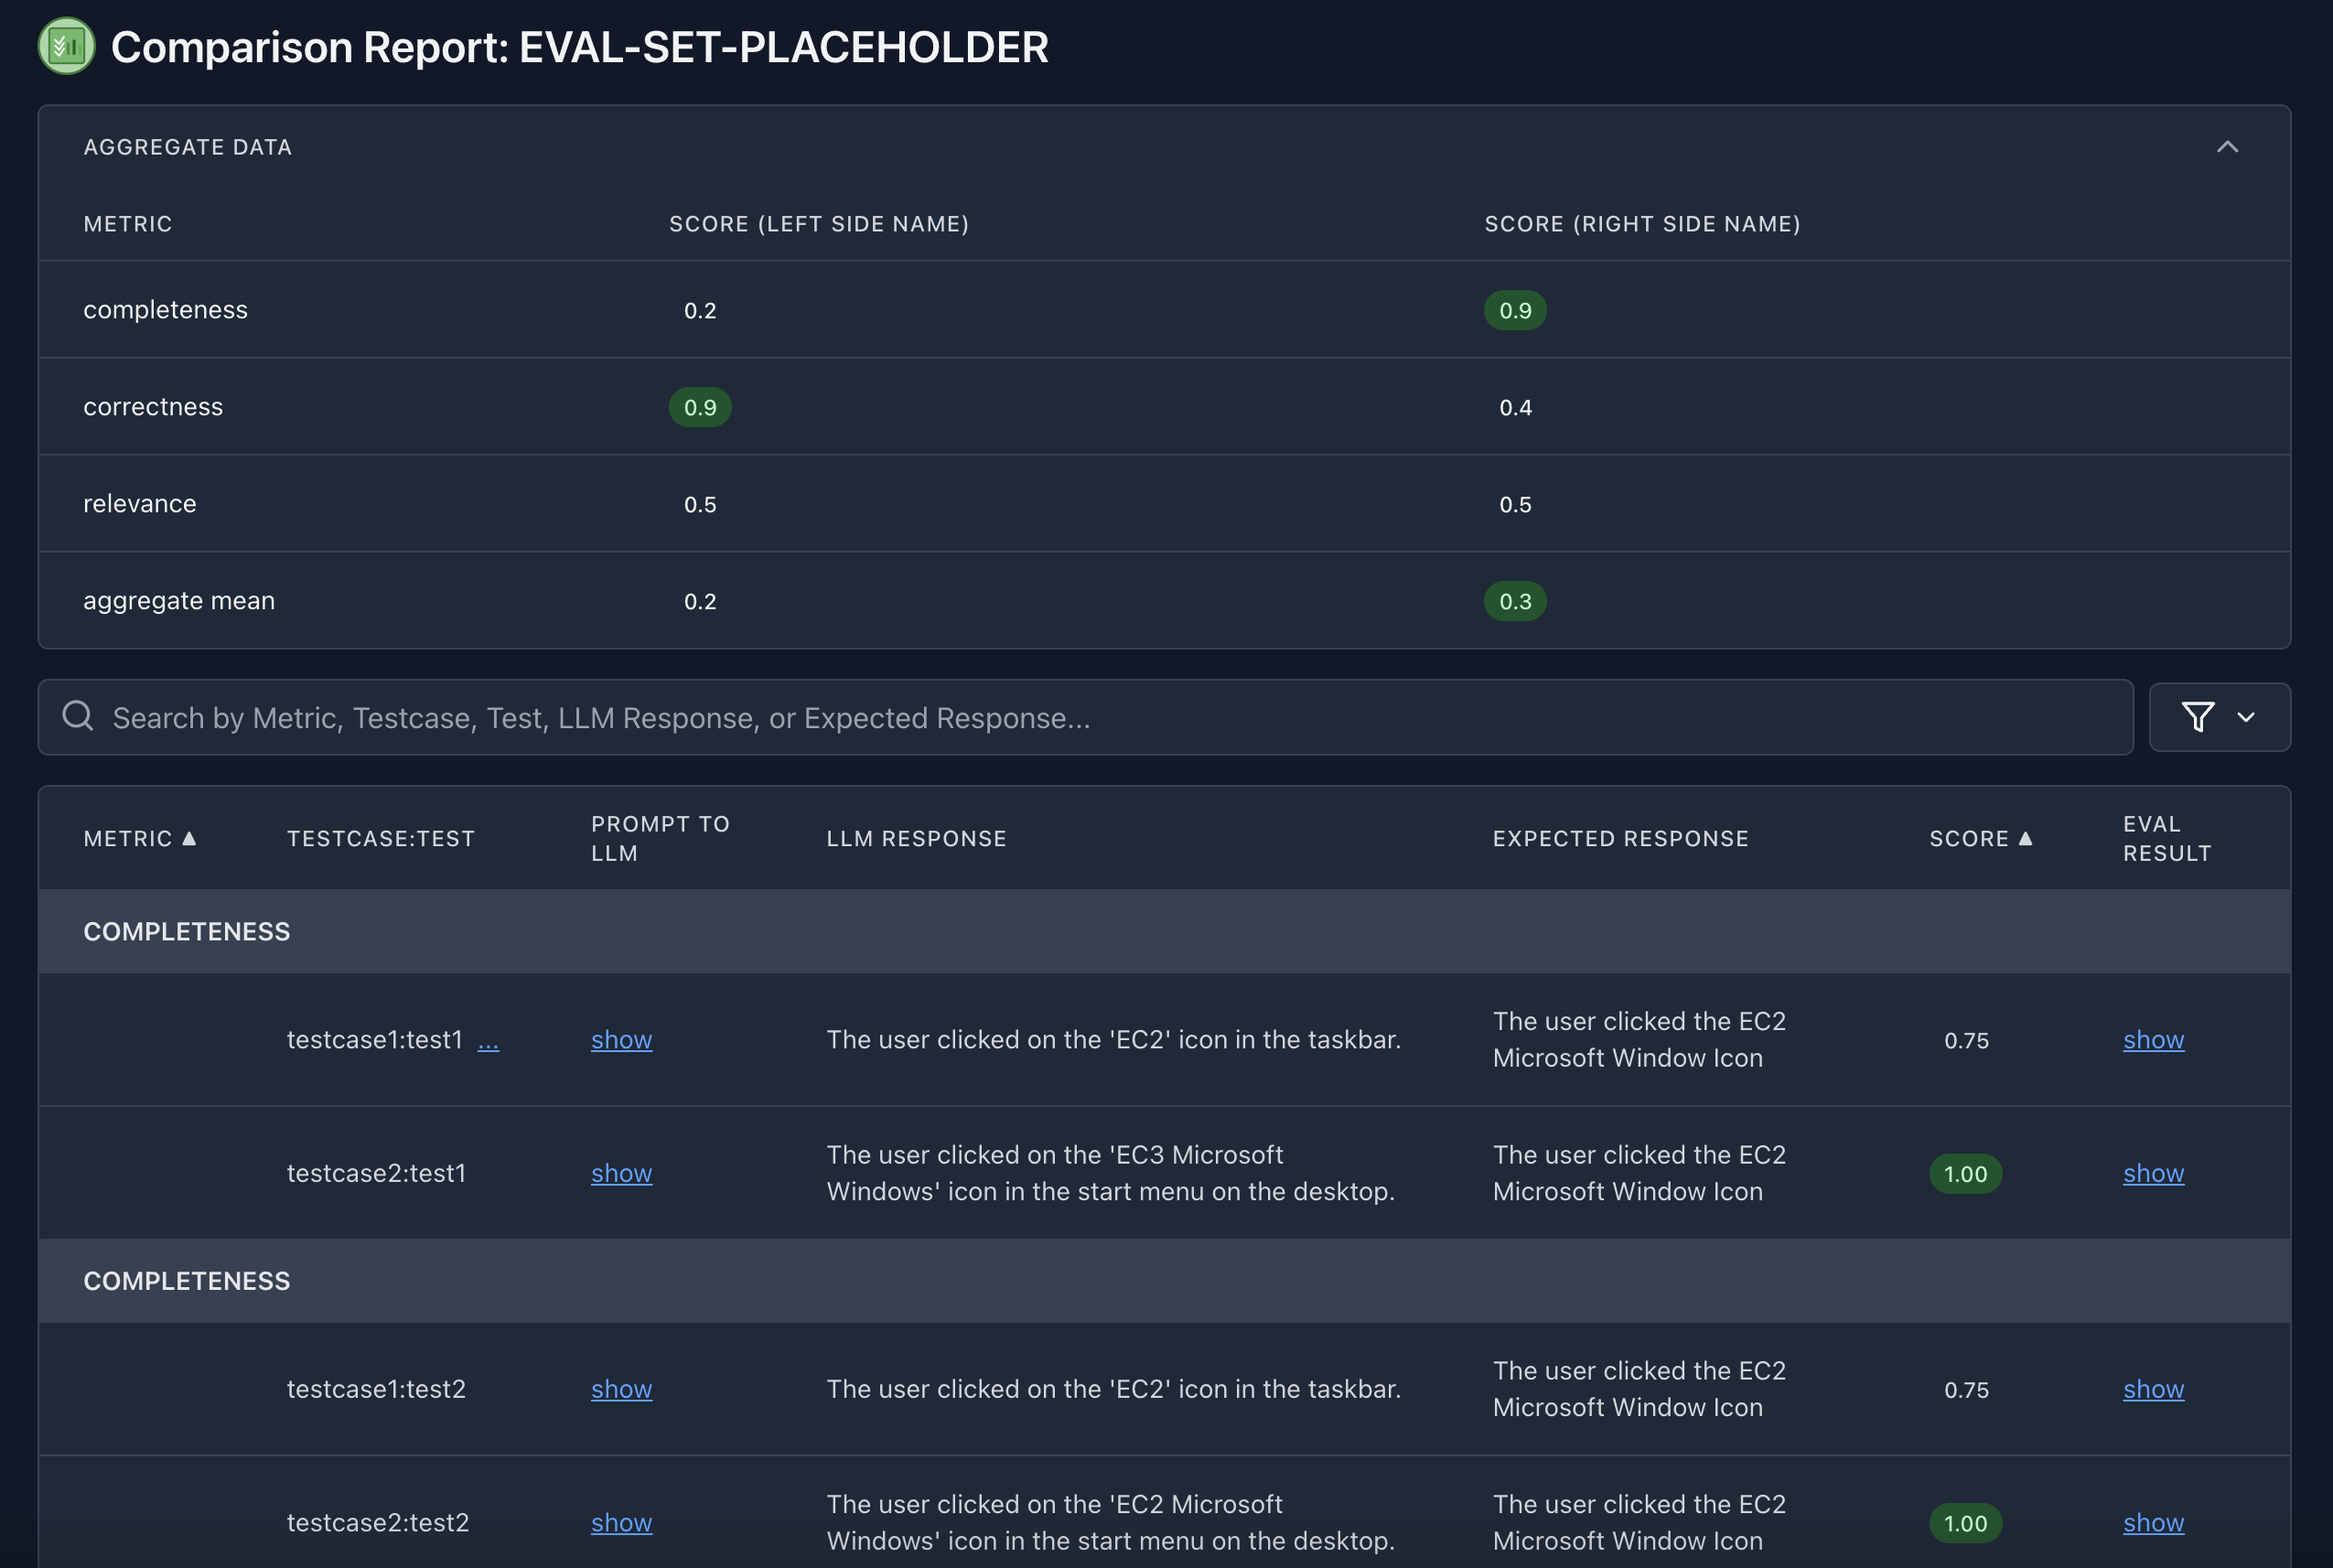 Comparison Report: EVAL-SET-PLACEHOLDER
AGGREGATE DATA
METRIC SCORE (LEFT SIDE NAME) SCORE (RIGHT SIDE NAME)
completeness 0.2 0.9
correctness 0.9 0.4
relevance 0.5 0.5
aggregate mean 0.2 0.3
Search by Metric, Testcase, Test, LLM Response, or Expected Response...
METRIC ▲ TESTCASE:TEST PROMPT TO LLM LLM RESPONSE EXPECTED RESPONSE SCORE ▲ EVAL RESULT
COMPLETENESS
testcase1:test1 ... show The user clicked on the 'EC2' icon in the taskbar. The user clicked the EC2 Microsoft Window Icon 0.75 show
testcase2:test1 show The user clicked on the 'EC3 Microsoft Windows' icon in the start menu on the desktop. The user clicked the EC2 Microsoft Window Icon 1.00 show
COMPLETENESS
testcase1:test2 show The user clicked on the 'EC2' icon in the taskbar. The user clicked the EC2 Microsoft Window Icon 0.75 show
testcase2:test2 show The user clicked on the 'EC2 Microsoft Windows' icon in the start menu on the desktop. The user clicked the EC2 Microsoft Window Icon 1.00 show